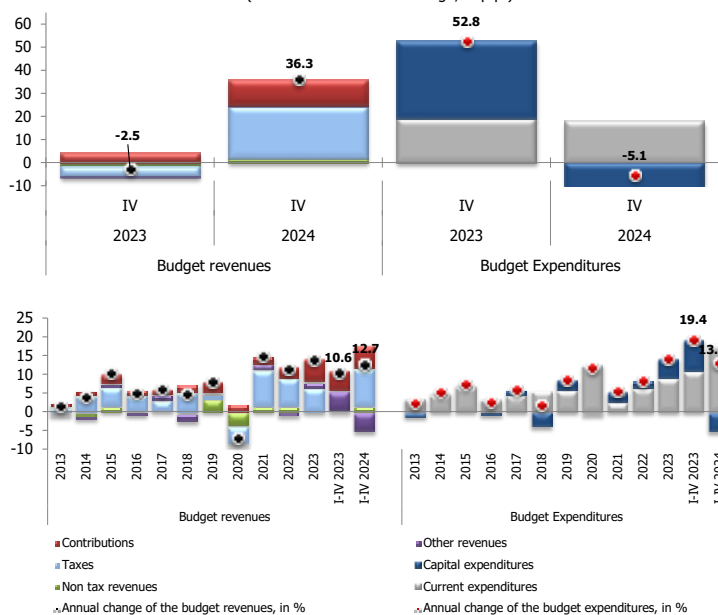 60
50
40
30
20
10
0
-10
52.8
36.3
-2.5
-5.1
IV IV IV IV
2023 2024 2023 2024
Budget revenues Budget Expenditures
25
20
15
10
5
0
-5
-10
10.6 12.7 19.4
2013 2014 2015 2016 2017 2018 2019 2020 2021 2022 2023 I-IV 2023 I-IV 2024
2013 2014 2015 2016 2017 2018 2019 2020 2021 2022 2023 I-IV 2023 I-IV 2024
Budget revenues Budget Expenditures
Contributions Other revenues
Taxes Capital expenditures
Non tax revenues Current expenditures
Annual change of the budget revenues, in % Annual change of the budget expenditures, in %